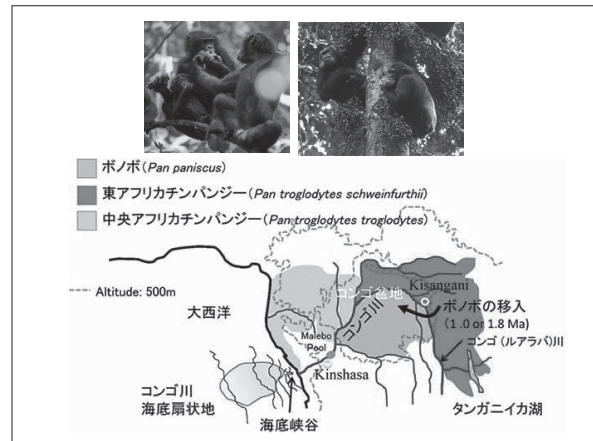 ボノボ(Pan paniscus)
東アフリカチンパンジー(Pan troglodytes schweinfurthii)
中央アフリカチンパンジー(Pan troglodytes troglodytes)
Altitude: 500m
大西洋
コンゴ盆地
Kisangani
コンゴ川
ボノボの移入
(1.0 or 1.8 Ma)
Malebo
Pool
コンゴ(ルアラバ)川
Kinshasa
コンゴ川
海底扇状地
海底峡谷
タンガニイカ湖